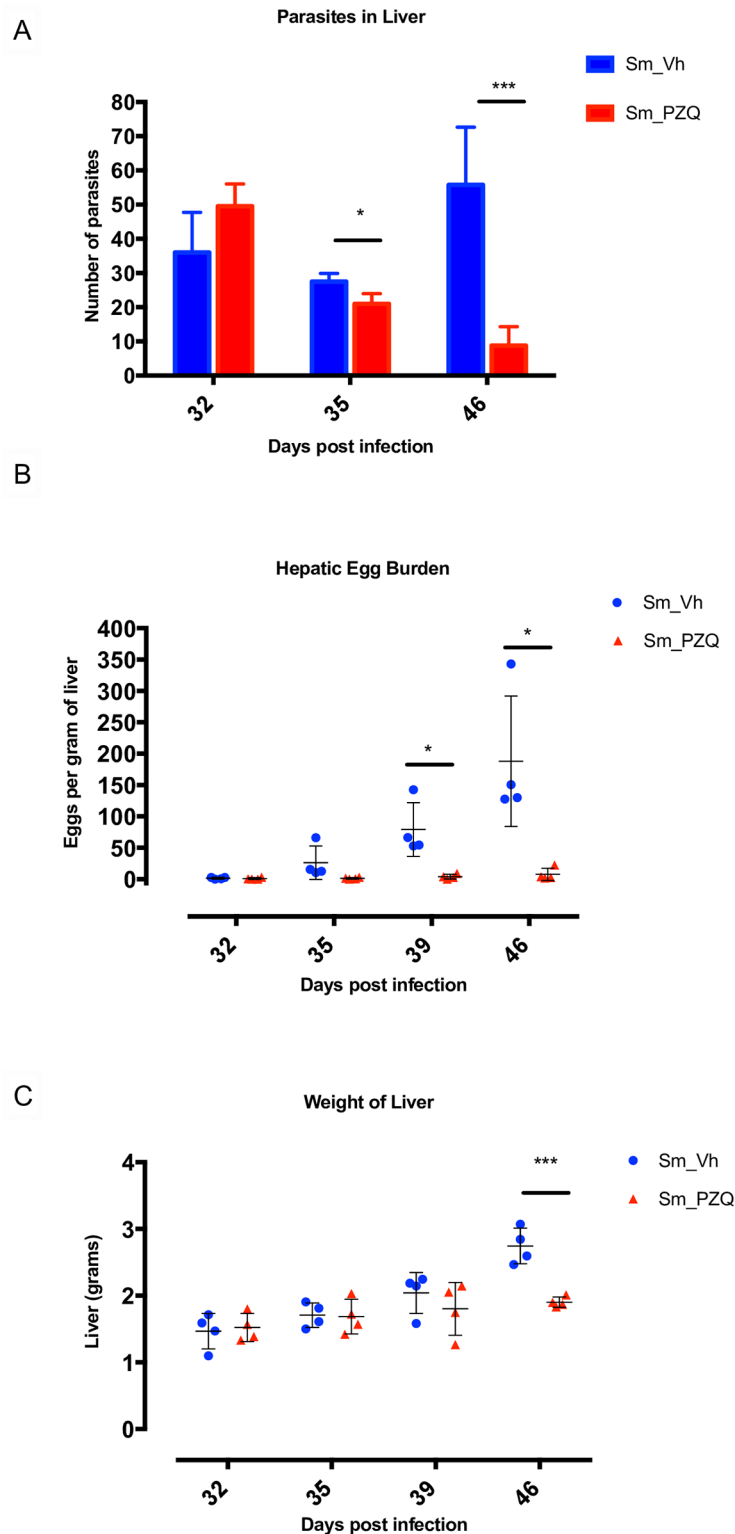 A
Parasites in Liver
Sm_Vh
Sm_PZQ
***
*
80
70
60
50
40
30
20
10
0
Number of parasites
32
35
46
Days post infection
B
Hepatic Egg Burden
Sm_Vh
Sm_PZQ
*
*
400
350
300
250
200
150
100
50
0
Eggs per gram of liver
32
35
39
46
Days post infection
C
Weight of Liver
Sm_Vh
Sm_PZQ
***
4
3
2
1
0
Liver (grams)
32
35
39
46
Days post infection